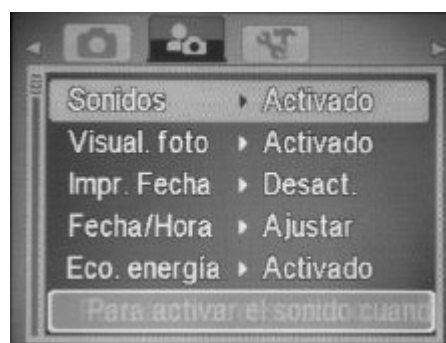 Sonidos Activado
Visual. foto Activado
Impr. Fecha Desact.
Fecha/Hora Ajustar
Eco. energía Activado
Para activar el sonido cuand